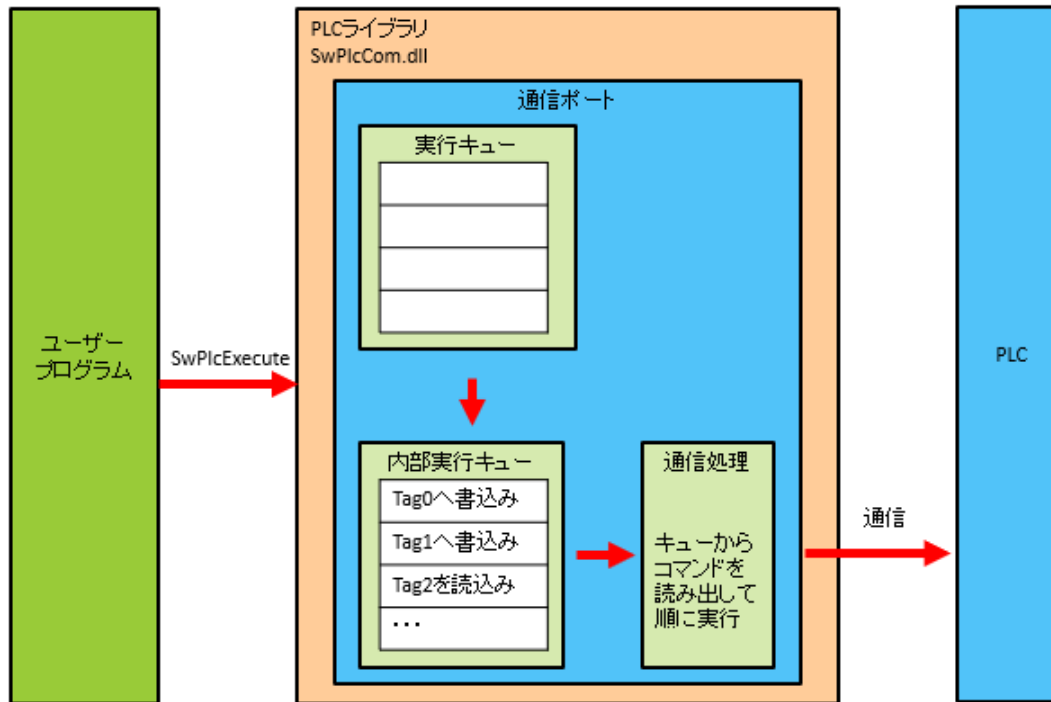 PLCライブラリ
SwPlcCom.dll
通信ポート
実行キュー
ユーザー
プログラム
SwPlcExecute
PLC
内部実行キュー
Tag0へ書込み
Tag1へ書込み
Tag2を読込み
・・・
通信処理
キューから
コマンドを
読み出して
順に実行
通信